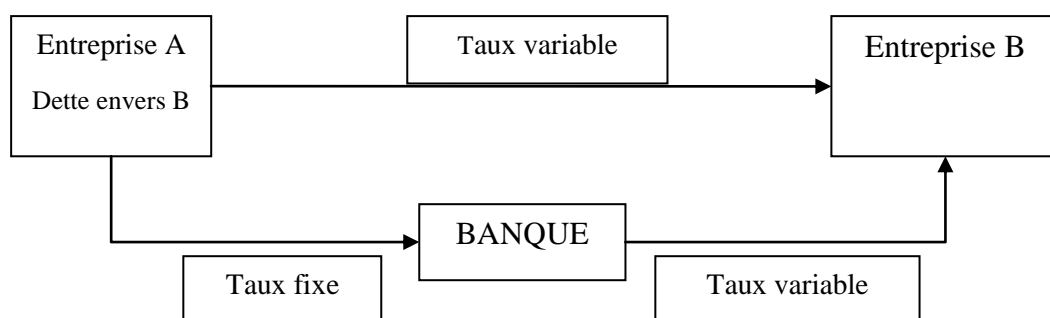 Entreprise A
Dette envers B
Taux variable
Entreprise B
BANQUE
Taux fixe
Taux variable